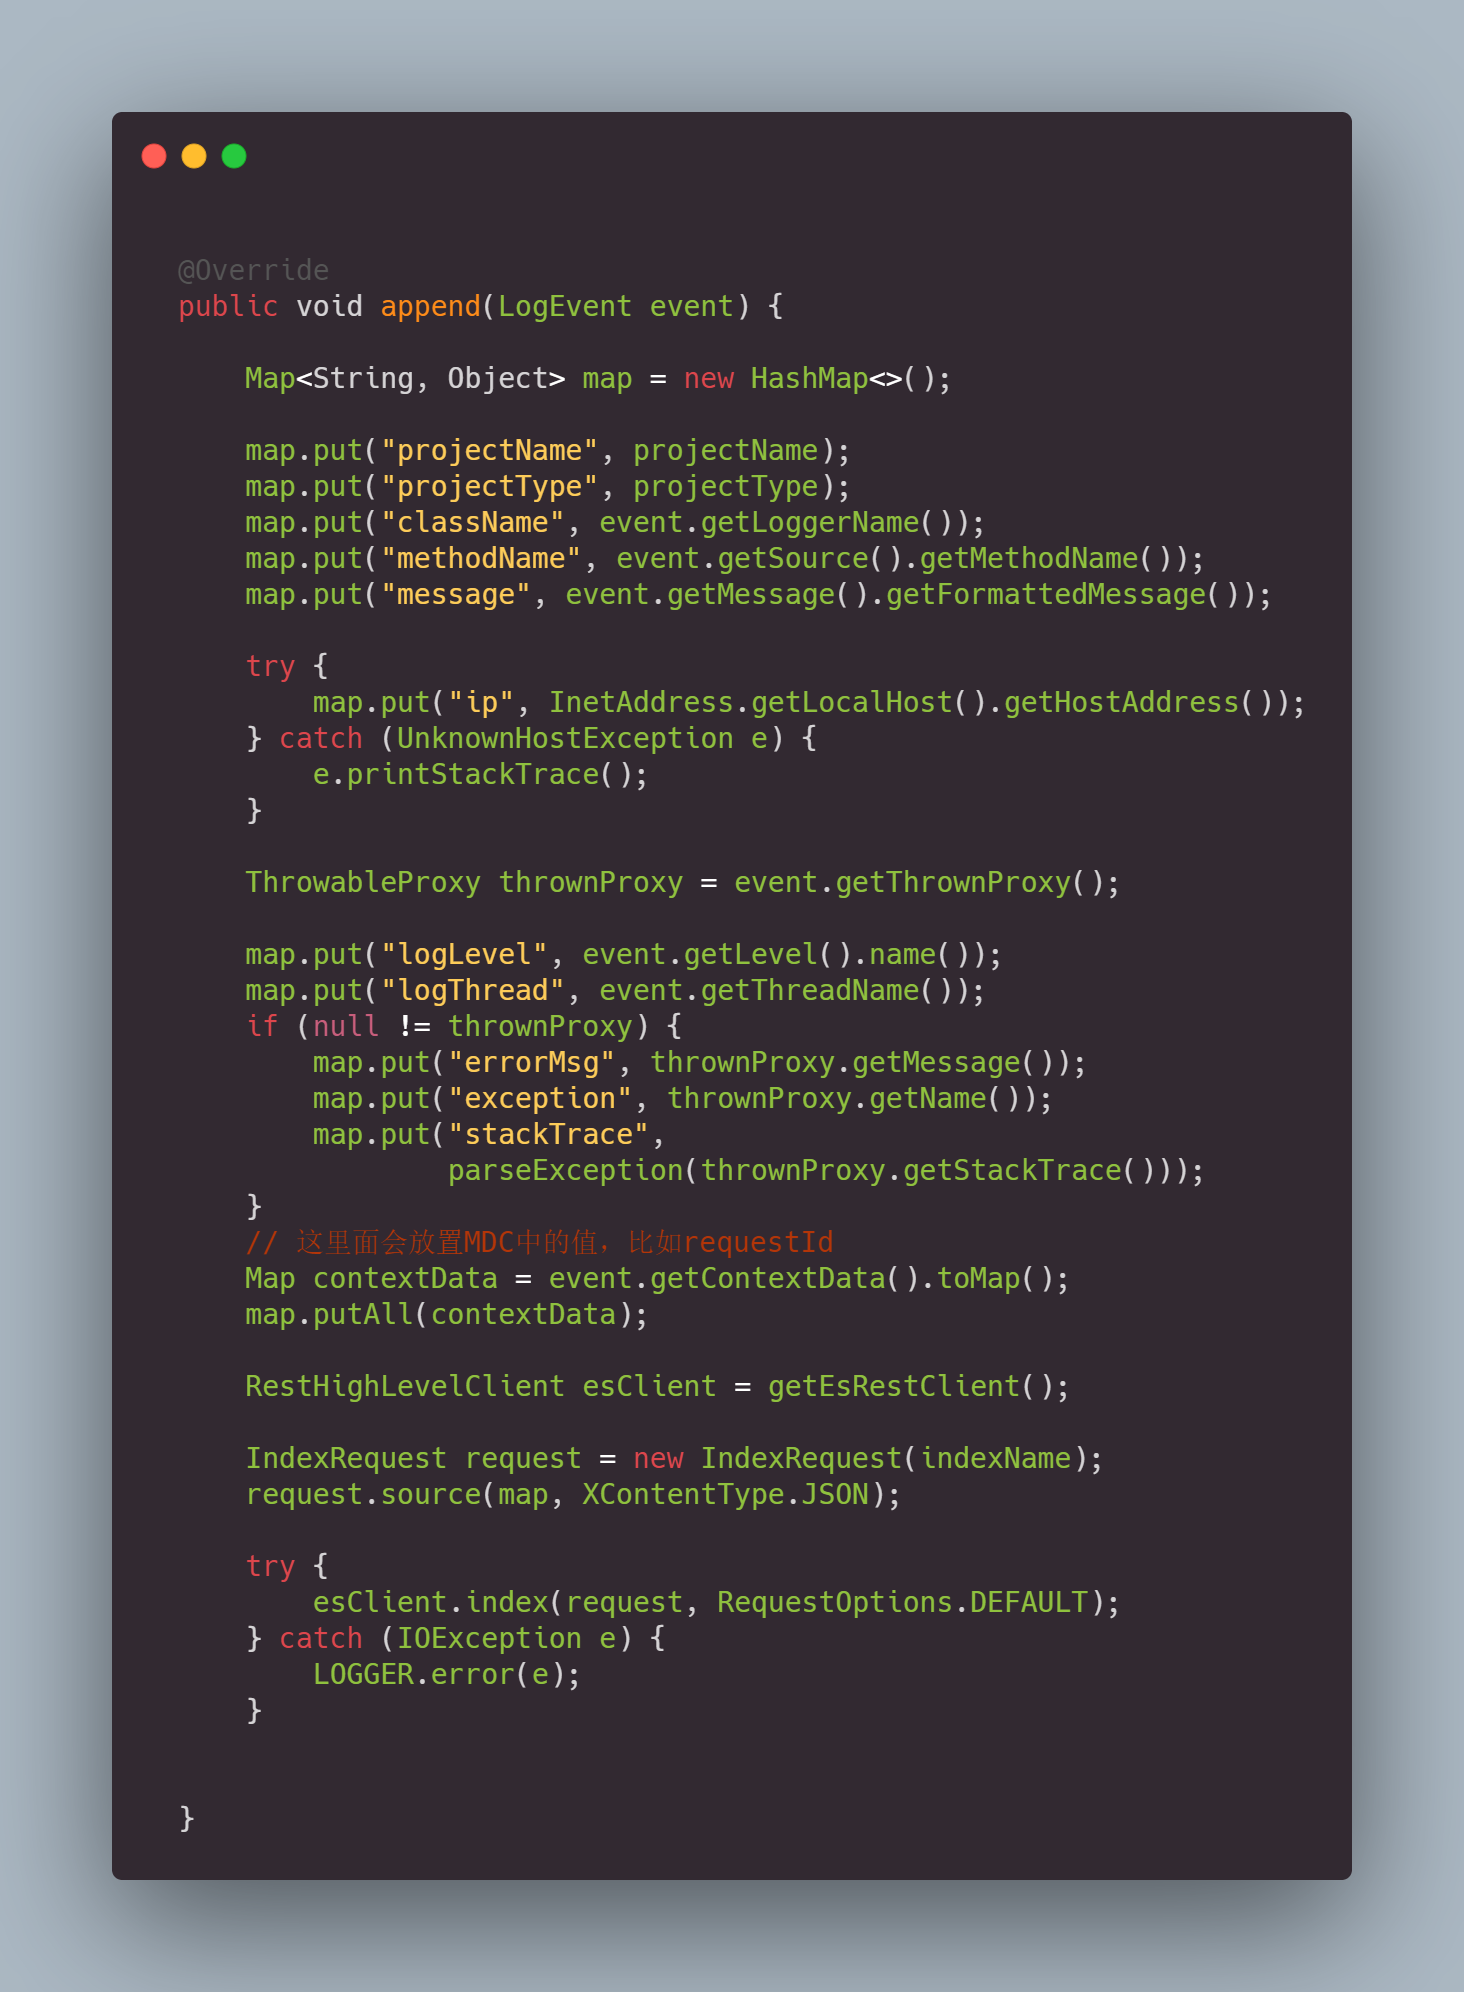 @Override
public void append(LogEvent event) {
Map<String, Object> map = new HashMap<>();
map.put("projectName", projectName);
map.put("projectType", projectType);
map.put("className", event.getLoggerName());
map.put("methodName", event.getSource().getMethodName());
map.put("message", event.getMessage().getFormattedMessage());
try {
map.put("ip", InetAddress.getLocalHost().getHostAddress());
} catch (UnknownHostException e) {
e.printStackTrace();
}
ThrowableProxy thrownProxy = event.getThrownProxy();
map.put("logLevel", event.getLevel().name());
map.put("logThread", event.getThreadName());
if (null != thrownProxy) {
map.put("errorMsg", thrownProxy.getMessage());
map.put("exception", thrownProxy.getName());
map.put("stackTrace",
parseException(thrownProxy.getStackTrace()));
}
// 这里面会放置MDC中的值，比如requestId
Map contextData = event.getContextData().toMap();
map.putAll(contextData);
RestHighLevelClient esClient = getEsRestClient();
IndexRequest request = new IndexRequest(indexName);
request.source(map, XContentType.JSON);
try {
esClient.index(request, RequestOptions.DEFAULT);
} catch (IOException e) {
LOGGER.error(e);
}
}